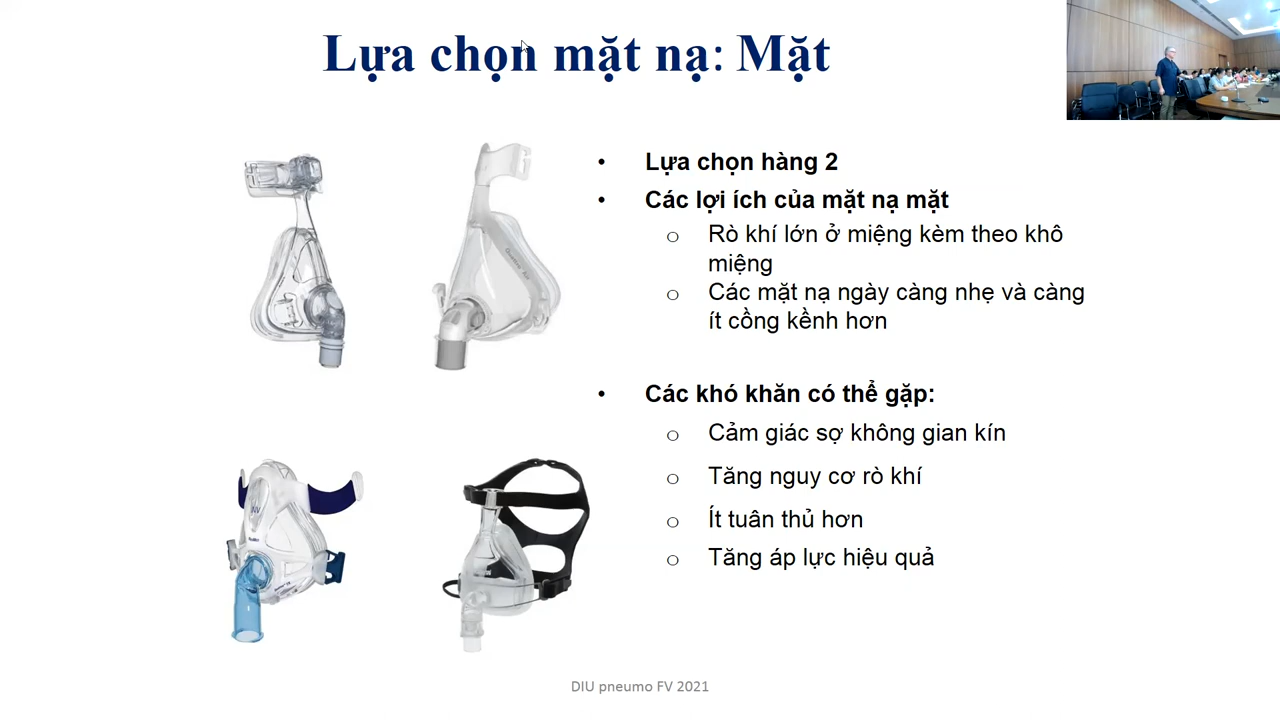 Lựa chọn mặt nạ: Mặt
• Lựa chọn hàng 2
• Các lợi ích của mặt nạ mặt
o Rò khí lớn ở miệng kèm theo khô
miệng
o Các mặt nạ ngày càng nhẹ và càng
ít cồng kềnh hơn
• Các khó khăn có thể gặp:
o Cảm giác sợ không gian kín
o Tăng nguy cơ rò khí
o Ít tuân thủ hơn
o Tăng áp lực hiệu quả
DIU pneumo FV 2021